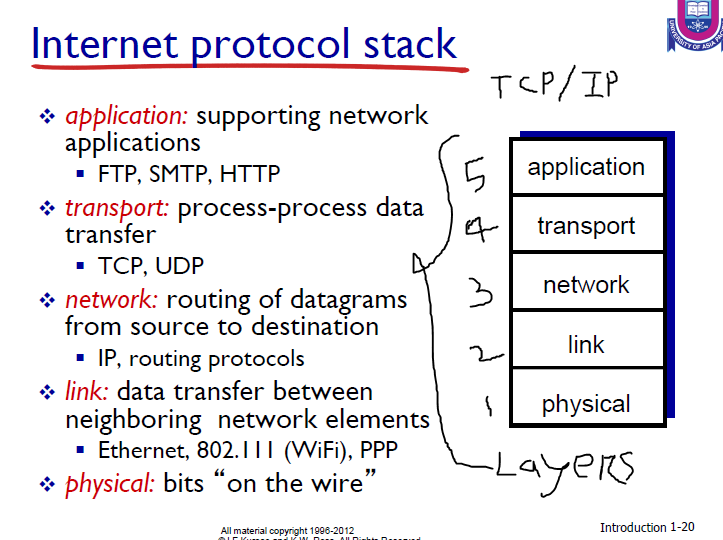 Internet protocol stack
TCP/IP
UNIVERSITY OF ASIA PACIFIC
❖ application: supporting network
applications
▪ FTP, SMTP, HTTP
❖ transport: process-process data
transfer
▪ TCP, UDP
❖ network: routing of datagrams
from source to destination
▪ IP, routing protocols
❖ link: data transfer between
neighboring network elements
▪ Ethernet, 802.111 (WiFi), PPP
❖ physical: bits “on the wire”
5 application
4 transport
3 network
2 link
1 physical
LAyERS
All material copyright 1996-2012
Introduction 1-20